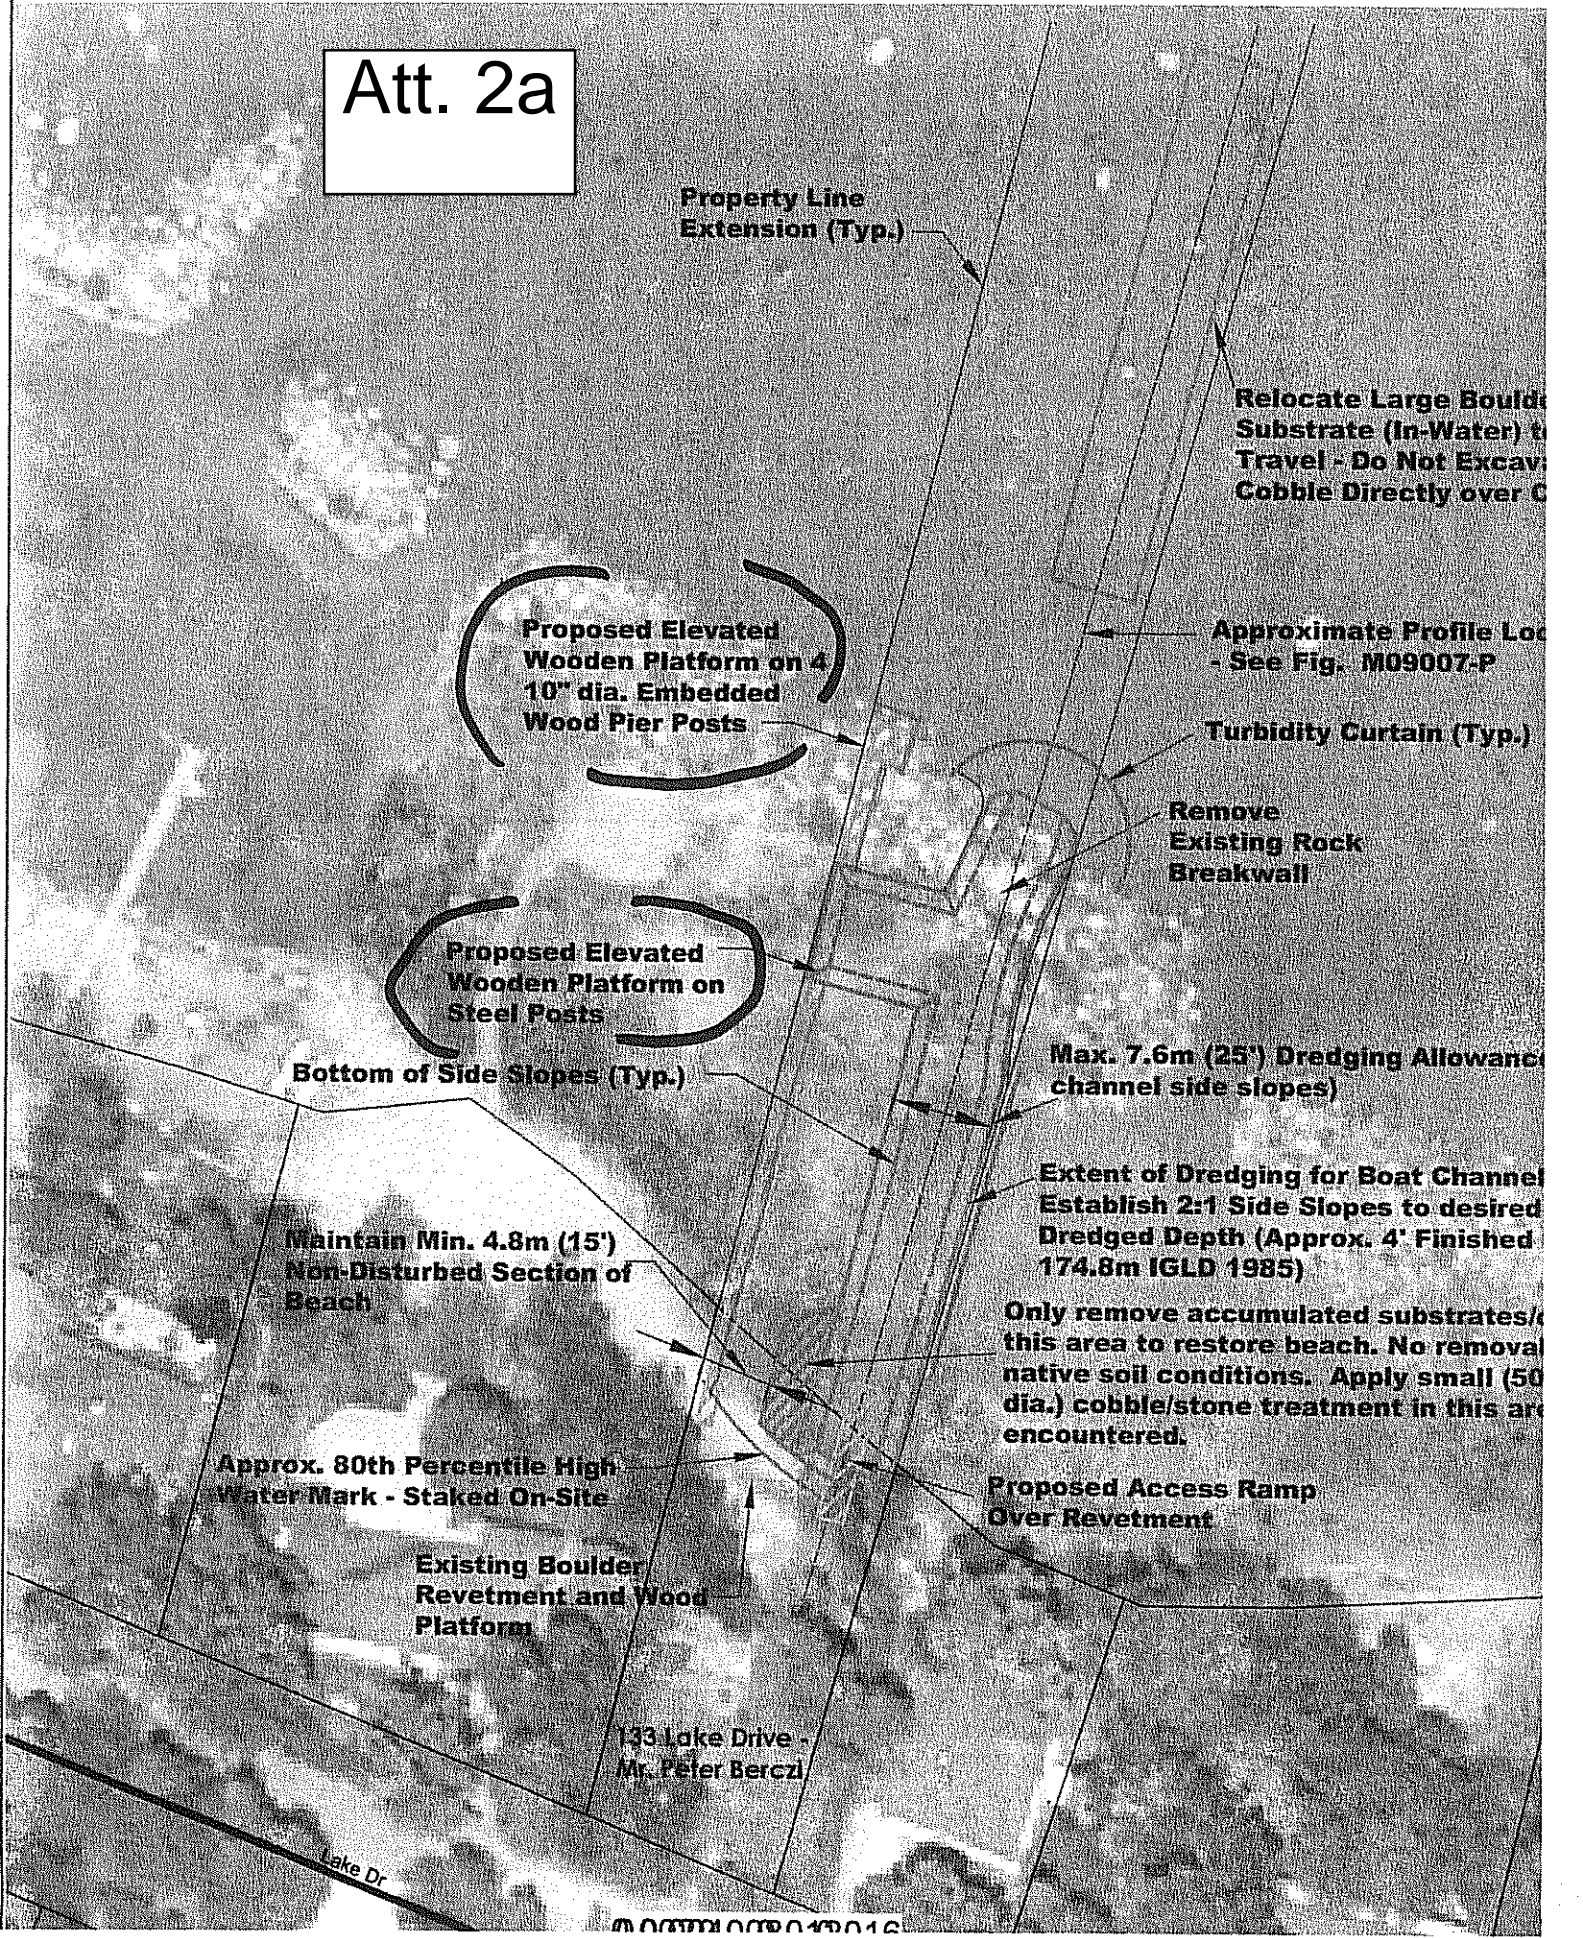 Att. 2a
Property Line
Extension (Typ.)
Relocate Large
Substrate (In-Water)
Travel - Do Not
Cobble Directly over
Proposed Elevated
Wooden Platform on 4
10" dia. Embedded
Wood Pier Posts
Approximate Profile
- See Fig. M09007-P
Turbidity Curtain (Typ.)
Remove
Existing Rock
Breakwall
Proposed Elevated
Wooden Platform on
Steel Posts
Bottom of Side Slopes (Typ.)
Max. 7.6m (25') Dredging
channel side slopes)
Extent of Dredging for Boat Channel
Establish 2:1 Side Slopes to desired
Dredged Depth (Approx. 4' Finished
174.8m IGLD 1985)
Maintain Min. 4.8m (15')
Non-Disturbed Section of
Beach
Only remove accumulated substrates/
this area to restore beach. No removal
native soil conditions. Apply small (50
dia.) cobble/stone treatment in this
encountered.
Approx. 80th Percentile High
Water Mark - Staked On-Site
Proposed Access Ramp
Over Revetment
Existing Boulder
Revetment and Wood
Platform
133 Lake Drive -
Mr. Peter Berczi
Lake Dr